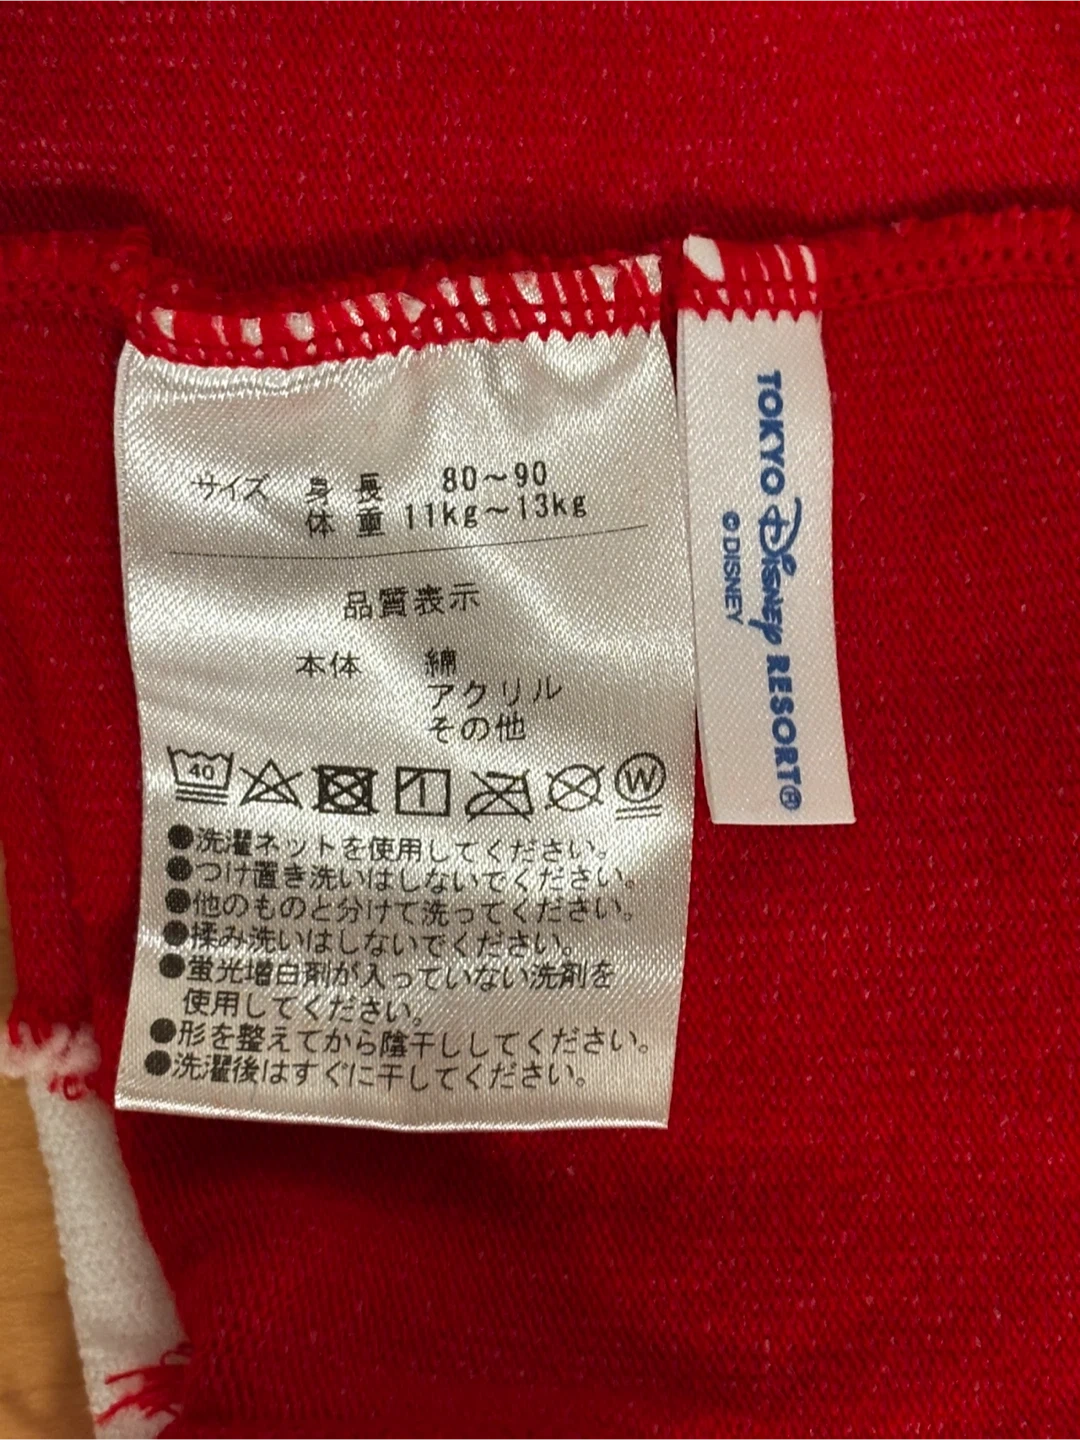 サイズ 身長 80～90
体重 11kg～13kg
品質表示
本体 綿
アクリル
その他
40
W
●洗濯ネットを使用してください。
●つけ置き洗いはしないでください。
●他のものと分けて洗ってください。
●揉み洗いはしないでください。
●蛍光増白剤が入っていない洗剤を
使用してください。
●形を整えてから陰干ししてください。
●洗濯後はすぐに干してください。
TOKYO Disney RESORT®
© DISNEY